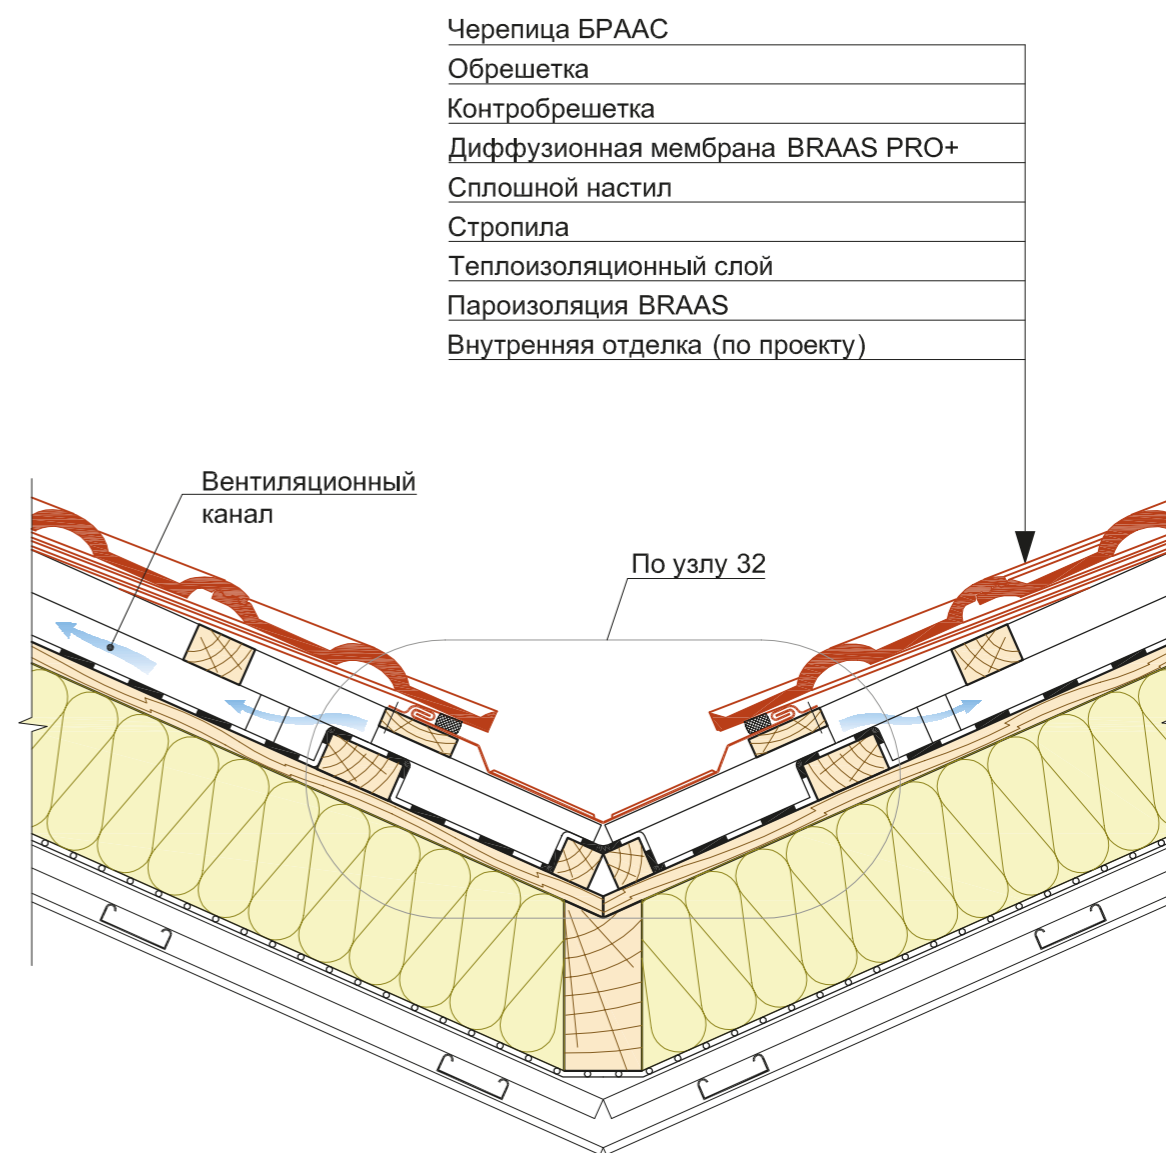 Черепица БРААС
Обрешетка
Контробрешетка
Диффузионная мембрана BRAAS PRO+
Сплошной настил
Стропила
Теплоизоляционный слой
Пароизоляция BRAAS
Внутренняя отделка (по проекту)
Вентиляционный
канал
По узлу 32